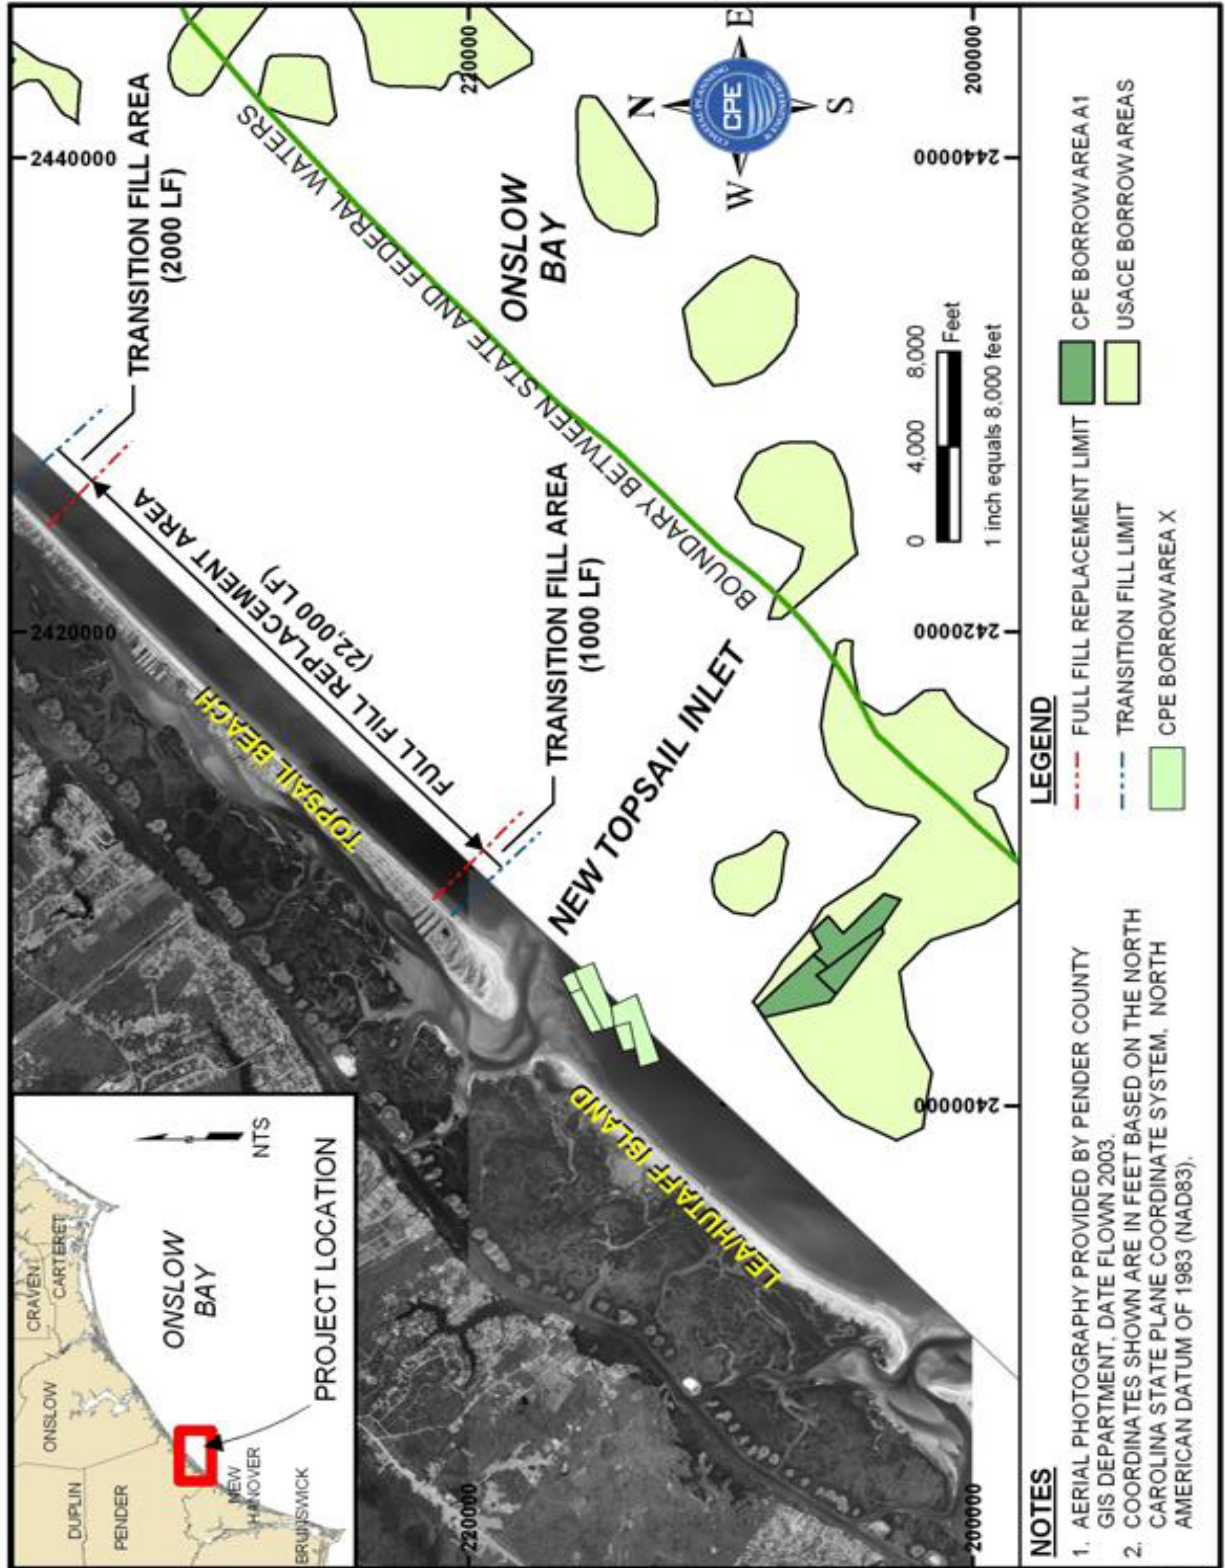 CRAVEN
CARTERET
ONSLOW
DUPLIN
PENDER
NEW
HANOVER
BRUNSWICK
ONSLOW
BAY
NTS
PROJECT LOCATION
2400000
2420000
2440000
TRANSITION FILL AREA
(2000 LF)
FULL FILL REPLACEMENT AREA
(22,000 LF)
TOPSAIL BEACH
TRANSITION FILL AREA
(1000 LF)
NEW TOPSAIL INLET
LEA/HUTAFF ISLAND
BOUNDARY BETWEEN STATE AND FEDERAL WATERS
ONSLOW
BAY
220000
220000
200000
200000
2420000
2440000
N
E
S
W
CPE
0 4,000 8,000
Feet
1 inch equals 8,000 feet
NOTES
1. AERIAL PHOTOGRAPHY PROVIDED BY PENDER COUNTY
GIS DEPARTMENT. DATE FLOWN 2003.
2. COORDINATES SHOWN ARE IN FEET BASED ON THE NORTH
CAROLINA STATE PLANE COORDINATE SYSTEM, NORTH
AMERICAN DATUM OF 1983 (NAD83).
LEGEND
FULL FILL REPLACEMENT LIMIT
TRANSITION FILL LIMIT
CPE BORROW AREA X
CPE BORROW AREA A1
USACE BORROW AREAS